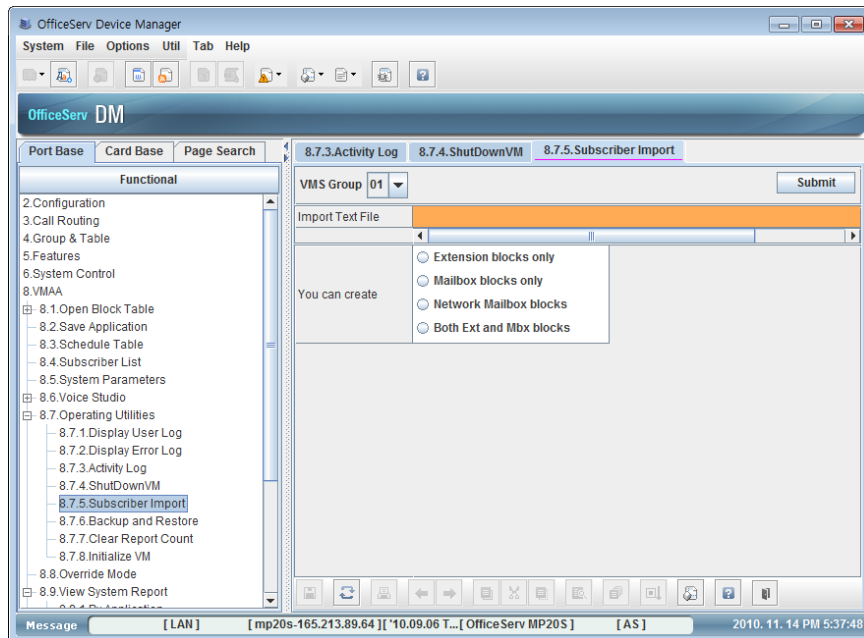 OfficeServ Device Manager
System File Options Util Tab Help
OfficeServ DM
Port Base Card Base Page Search
Functional
2.Configuration
3.Call Routing
4.Group & Table
5.Features
6.System Control
8.VMAA
8.1.Open Block Table
8.2.Save Application
8.3.Schedule Table
8.4.Subscriber List
8.5.System Parameters
8.6.Voice Studio
8.7.Operating Utilities
8.7.1.Display User Log
8.7.2.Display Error Log
8.7.3.Activity Log
8.7.4.ShutDownVM
8.7.5.Subscriber Import
8.7.6.Backup and Restore
8.7.7.Clear Report Count
8.7.8.Initialize VM
8.8.Override Mode
8.9.View System Report
8.7.3.Activity Log 8.7.4.ShutDownVM 8.7.5.Subscriber Import
VMS Group 01 Submit
Import Text File
You can create
Extension blocks only
Mailbox blocks only
Network Mailbox blocks
Both Ext and Mbx blocks
Message [ LAN ] [ mp20s-165.213.89.64 ][ '10.09.06 T...[ OfficeServ MP20S ] [ AS ] 2010. 11. 14 PM 5:37:48